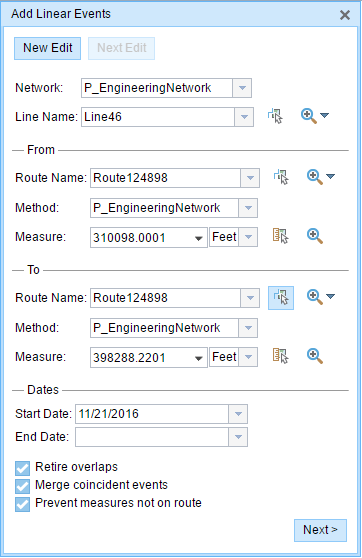 Add Linear Events
New Edit Next Edit
Network: P_EngineeringNetwork
Line Name: Line46
From
Route Name: Route124898
Method: P_EngineeringNetwork
Measure: 310098.0001 Feet
To
Route Name: Route124898
Method: P_EngineeringNetwork
Measure: 398288.2201 Feet
Dates
Start Date: 11/21/2016
End Date:
Retire overlaps
Merge coincident events
Prevent measures not on route
Next >